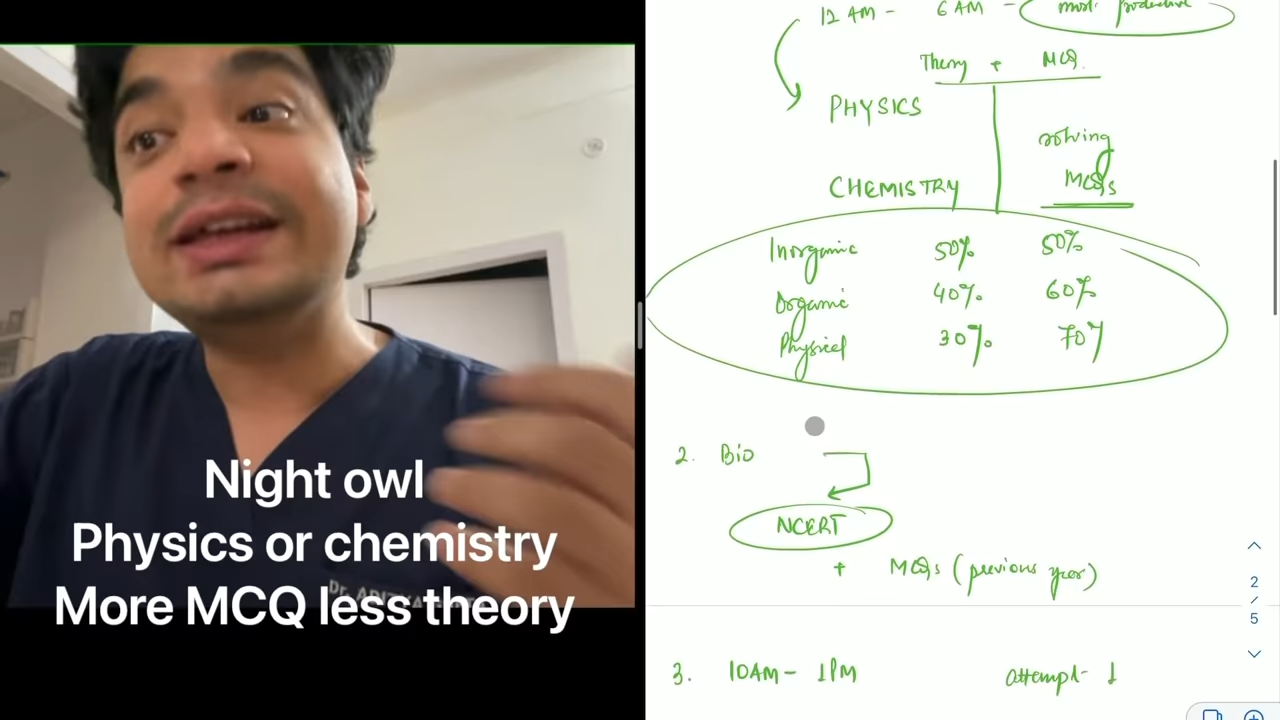 Night owl
Physics or chemistry
More MCQ less theory
12 AM - 6 AM - most productive
Theory + MCQ
PHYSICS
solving
CHEMISTRY MCQs
Inorganic 50% 50%
Organic 40% 60%
Physical 30% 70%
2. Bio
NCERT
+ MCQs (previous year)
3. 10AM - 1PM attempt 1
2
/
5